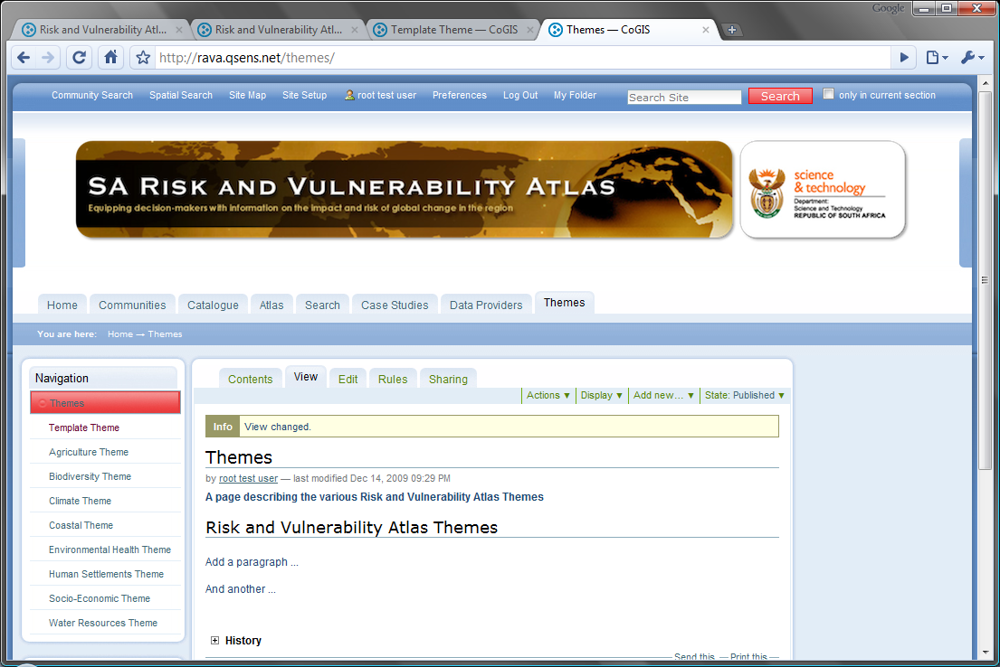 Google
Risk and Vulnerability Atl...
Risk and Vulnerability Atl...
Template Theme — CoGIS
Themes — CoGIS
http://rava.qsens.net/themes/
Community Search
Spatial Search
Site Map
Site Setup
root test user
Preferences
Log Out
My Folder
Search Site
Search
only in current section
SA Risk and Vulnerability Atlas
Equipping decision-makers with information on the impact and risk of global change in the region
science
& technology
Department:
Science and Technology
REPUBLIC OF SOUTH AFRICA
Home
Communities
Catalogue
Atlas
Search
Case Studies
Data Providers
Themes
You are here: Home → Themes
Navigation
Themes
Template Theme
Agriculture Theme
Biodiversity Theme
Climate Theme
Coastal Theme
Environmental Health Theme
Human Settlements Theme
Socio-Economic Theme
Water Resources Theme
Contents
View
Edit
Rules
Sharing
Actions ▼
Display ▼
Add new… ▼
State: Published ▼
Info View changed.
Themes
by root test user — last modified Dec 14, 2009 09:29 PM
A page describing the various Risk and Vulnerability Atlas Themes
Risk and Vulnerability Atlas Themes
Add a paragraph ...
And another ...
History
Send this — Print this —